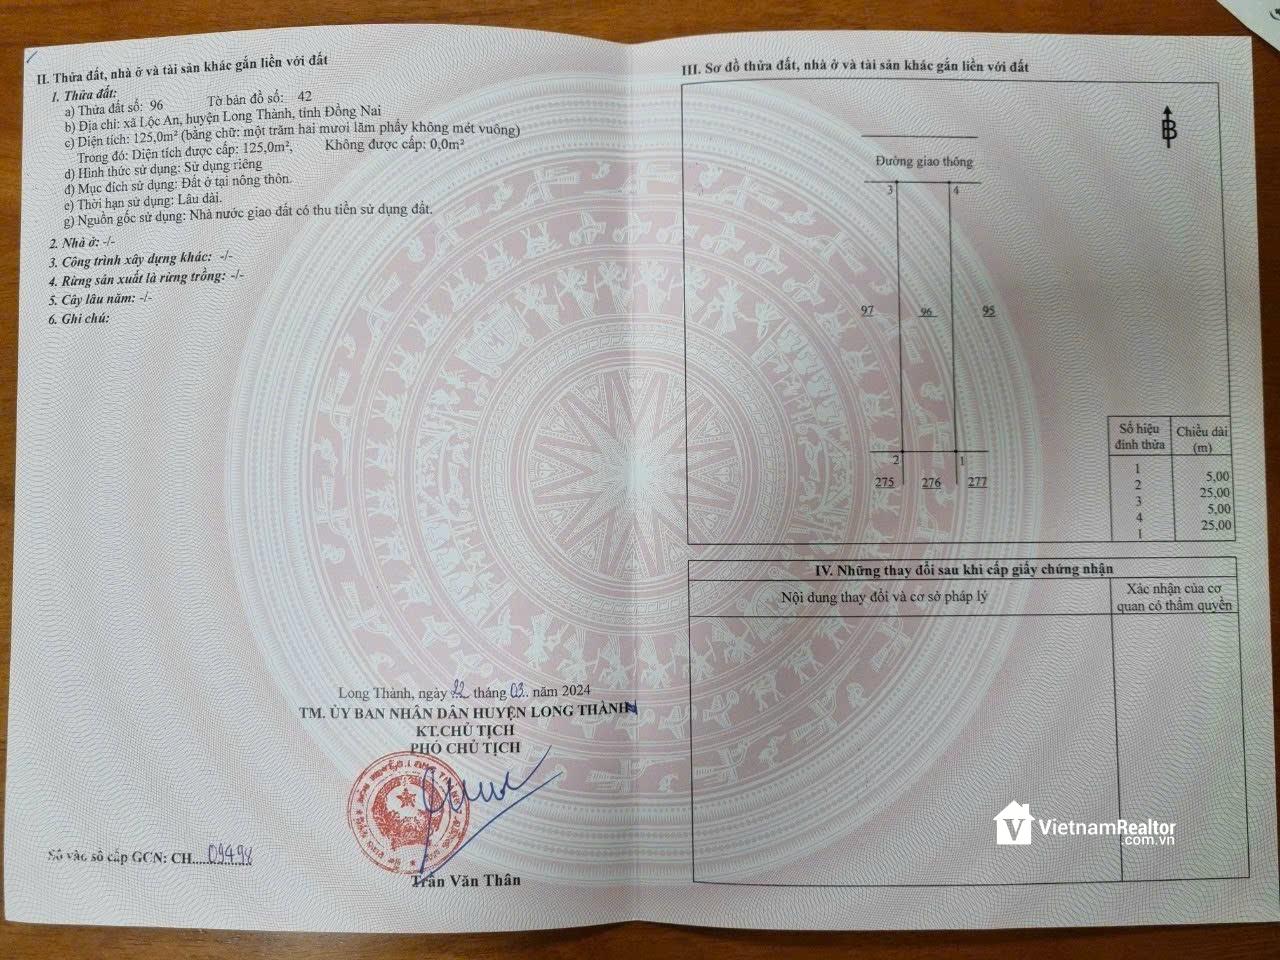 II. Thửa đất, nhà ở và tài sản khác gắn liền với đất
1. Thửa đất:
a) Thửa đất số: 96 Tờ bản đồ số: 42
b) Địa chỉ: xã Lộc An, huyện Long Thành, tỉnh Đồng Nai
c) Diện tích: 125,0m² (bằng chữ: một trăm hai mươi lăm phẩy không mét vuông)
Trong đó: Diện tích được cấp: 125,0m², Không được cấp: 0,0m²
d) Hình thức sử dụng: Sử dụng riêng
đ) Mục đích sử dụng: Đất ở tại nông thôn.
e) Thời hạn sử dụng: Lâu dài.
g) Nguồn gốc sử dụng: Nhà nước giao đất có thu tiền sử dụng đất.
2. Nhà ở: -/-
3. Công trình xây dựng khác: -/-
4. Rừng sản xuất là rừng trồng: -/-
5. Cây lâu năm: -/-
6. Ghi chú:
Long Thành, ngày 22 tháng 03.. năm 2024
TM. ỦY BAN NHÂN DÂN HUYỆN LONG THÀNH
KT.CHỦ TỊCH
PHÓ CHỦ TỊCH
Trần Văn Thân
Số vào sổ cấp GCN: CH....09498
III. Sơ đồ thửa đất, nhà ở và tài sản khác gắn liền với đất
B
Đường giao thông
3 4
97 96 95
2 1
275 276 277
Số hiệu đỉnh thửa Chiều dài (m)
1
5,00
2
25,00
3
5,00
4
25,00
1
IV. Những thay đổi sau khi cấp giấy chứng nhận
Nội dung thay đổi và cơ sở pháp lý
Xác nhận của cơ
quan có thẩm quyền
V VietnamRealtor
.com.vn